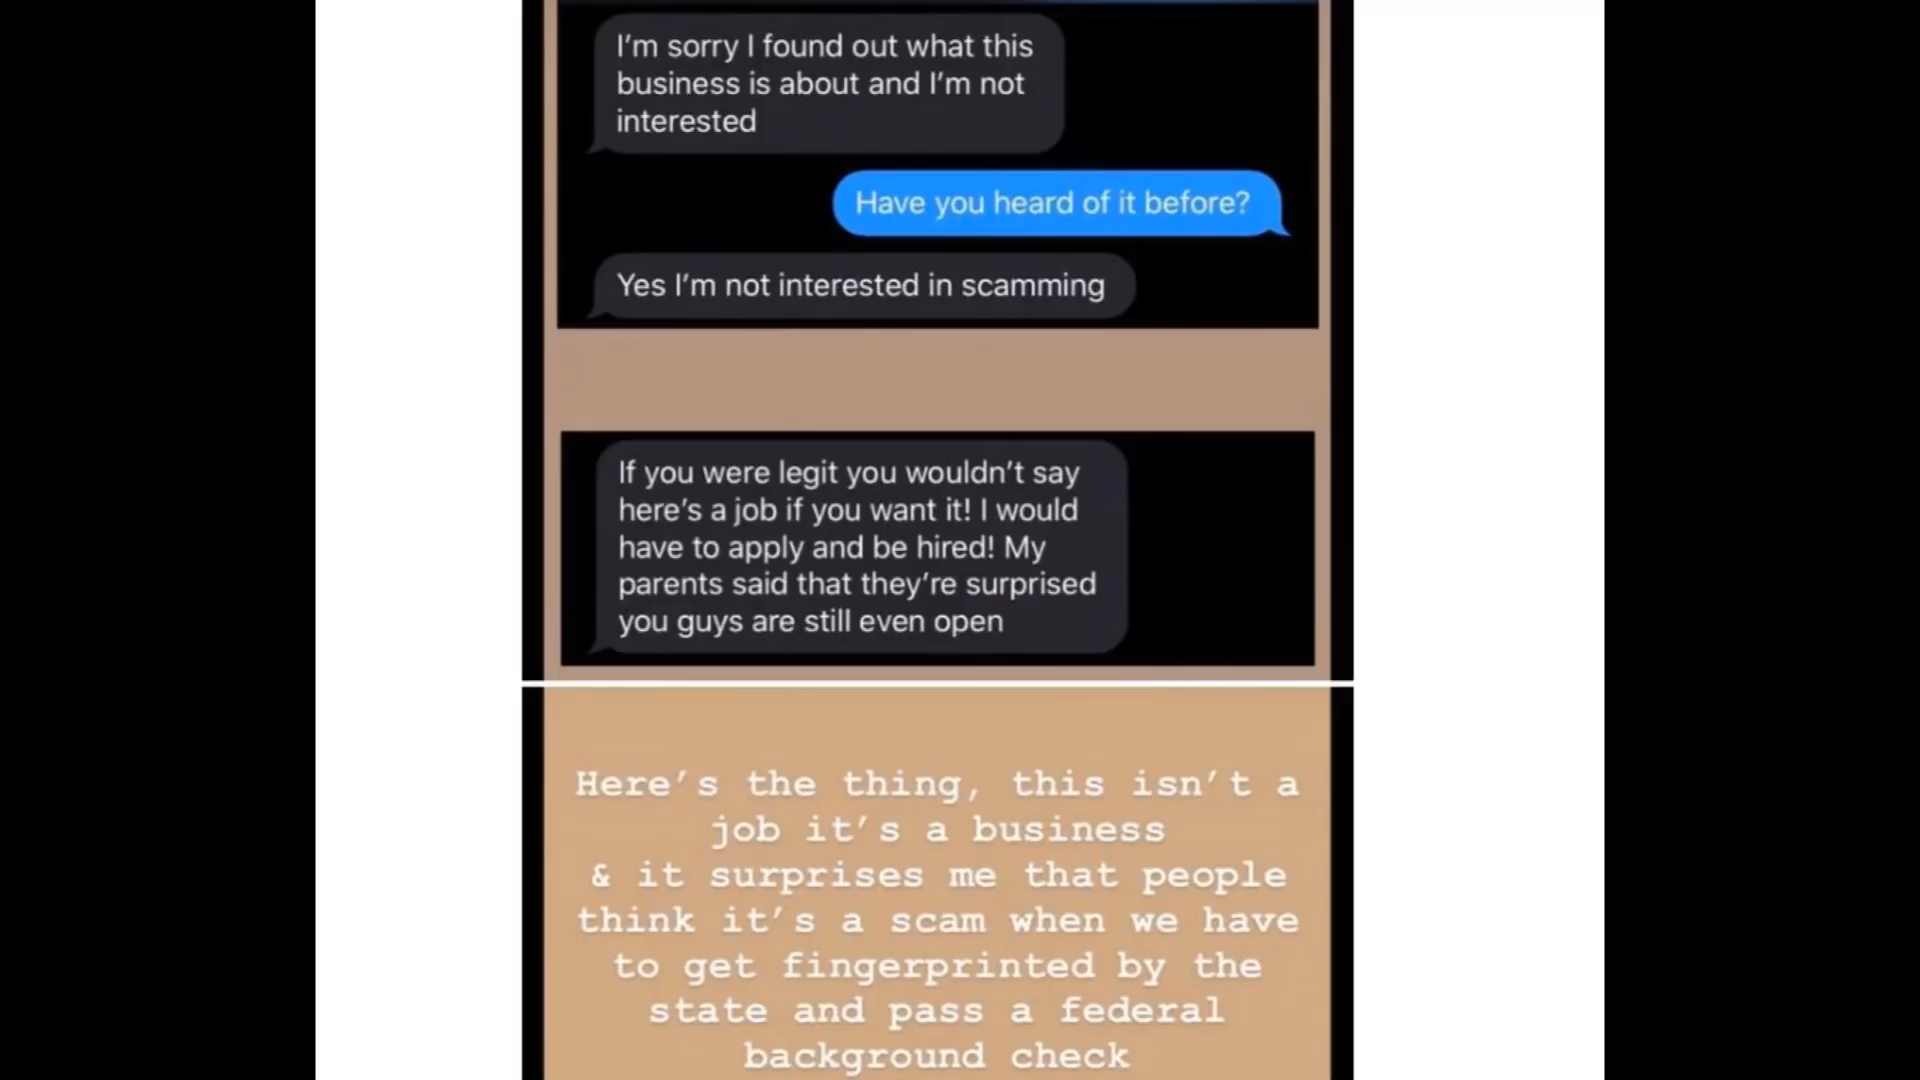 I'm sorry I found out what this
business is about and I'm not
interested
Have you heard of it before?
Yes I'm not interested in scamming
If you were legit you wouldn't say
here's a job if you want it! I would
have to apply and be hired! My
parents said that they're surprised
you guys are still even open
Here's the thing, this isn't a
job it's a business
& it surprises me that people
think it's a scam when we have
to get fingerprinted by the
state and pass a federal
background check